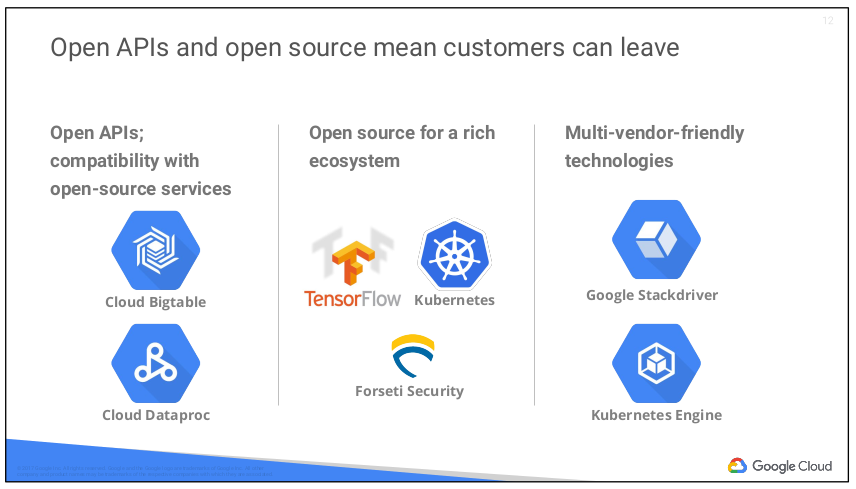 12
Open APIs and open source mean customers can leave
Open APIs;
compatibility with
open-source services
Cloud Bigtable
Cloud Dataproc
Open source for a rich
ecosystem
TensorFlow
Kubernetes
Forseti Security
Multi-vendor-friendly
technologies
Google Stackdriver
Kubernetes Engine
Google Cloud